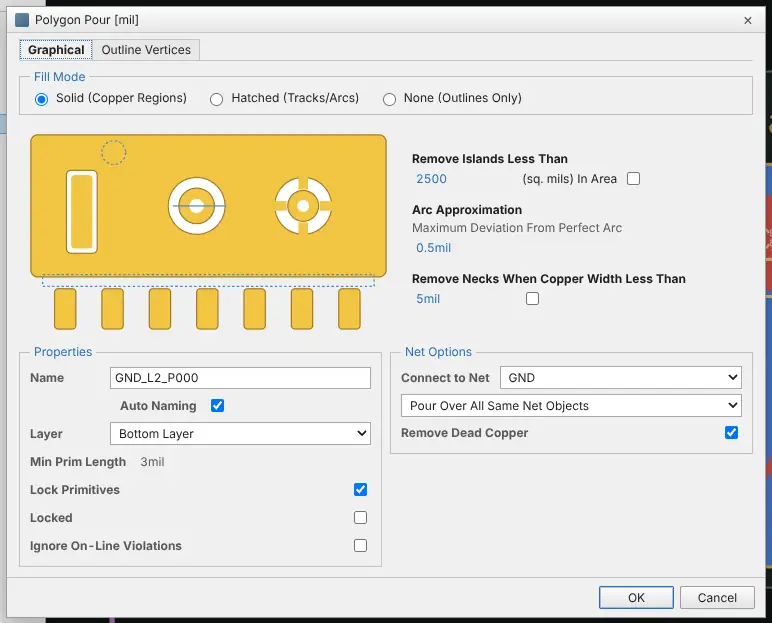 Polygon Pour [mil]
Graphical
Outline Vertices
Fill Mode
Solid (Copper Regions)
Hatched (Tracks/Arcs)
None (Outlines Only)
Remove Islands Less Than
2500 (sq. mils) In Area
Arc Approximation
Maximum Deviation From Perfect Arc
0.5mil
Remove Necks When Copper Width Less Than
5mil
Properties
Name GND_L2_P000
Auto Naming
Layer Bottom Layer
Min Prim Length 3mil
Lock Primitives
Locked
Ignore On-Line Violations
Net Options
Connect to Net GND
Pour Over All Same Net Objects
Remove Dead Copper
OK
Cancel